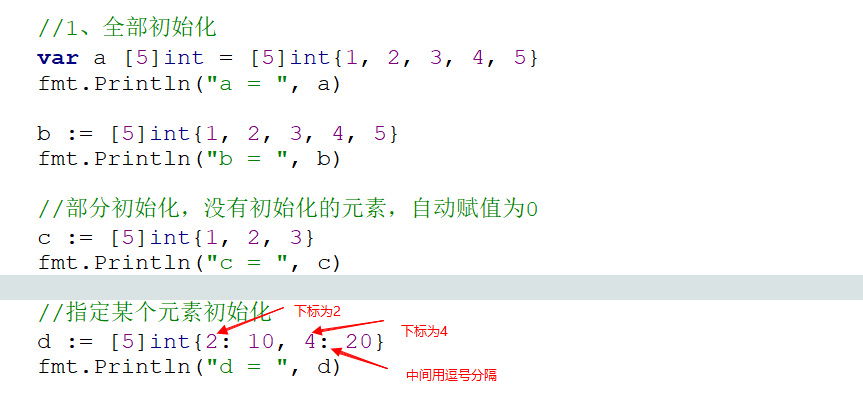 //1、全部初始化
var a [5]int = [5]int{1, 2, 3, 4, 5}
fmt.Println("a = ", a)
b := [5]int{1, 2, 3, 4, 5}
fmt.Println("b = ", b)
//部分初始化，没有初始化的元素，自动赋值为0
c := [5]int{1, 2, 3}
fmt.Println("c = ", c)
//指定某个元素初始化
下标为2
d := [5]int{2: 10, 4: 20}
下标为4
fmt.Println("d = ", d)
中间用逗号分隔